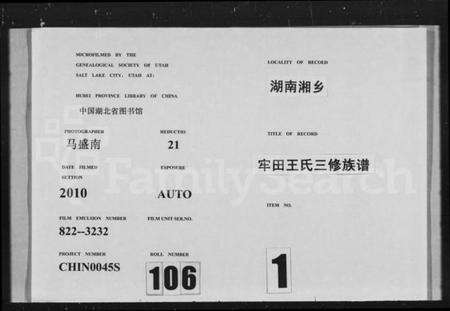 MICROFILMED BY THE
GENEALOGICAL SOCIETY OF UTAH
SALT LAKE CITY, UTAH AT:
HUBEI PROVINCE LIBRARY OF CHINA
中国湖北省图书馆
PHOTOGRAPHER
马盛南
REDUCTIO
21
DATE FILMED
EXPOSURE
2010
AUTO
FILM EMULSION NUMBER
FILM UNIT SER.NO.
822--3232
PROJECT NUMBER
ROLL NUMBER
CHIN0045S
106
LOCALITY OF RECORD
湖南湘乡
TITLE OF RECORD
牢田王氏三修族谱
ITEM NO.
1
FamilySearch